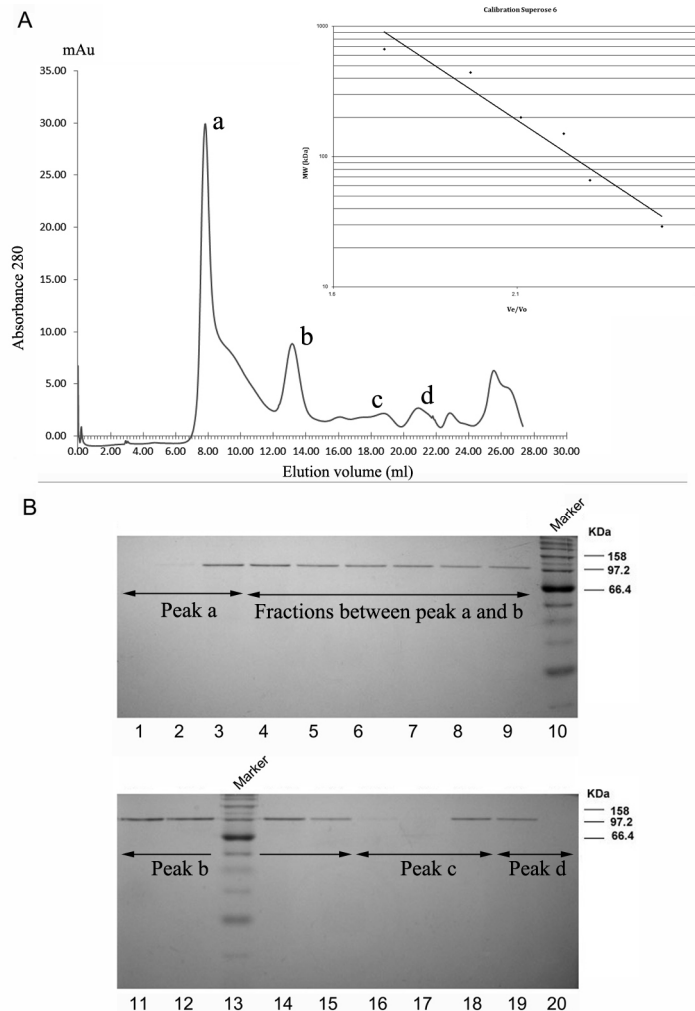 A
mAu
Calibration Superose 6
1000
100
10
MW [kDa]
1.6
2.1
Ve/Vo
35.00
30.00
25.00
20.00
15.00
10.00
5.00
0.00
Absorbance 280
a
b
c
d
0.00 2.00 4.00 6.00 8.00 10.00 12.00 14.00 16.00 18.00 20.00 22.00 24.00 26.00 28.00 30.00
Elution volume (ml)
B
Marker
KDa
158
97.2
66.4
Peak a
Fractions between peak a and b
1 2 3 4 5 6 7 8 9 10
Marker
KDa
158
97.2
66.4
Peak b
Peak c
Peak d
11 12 13 14 15 16 17 18 19 20